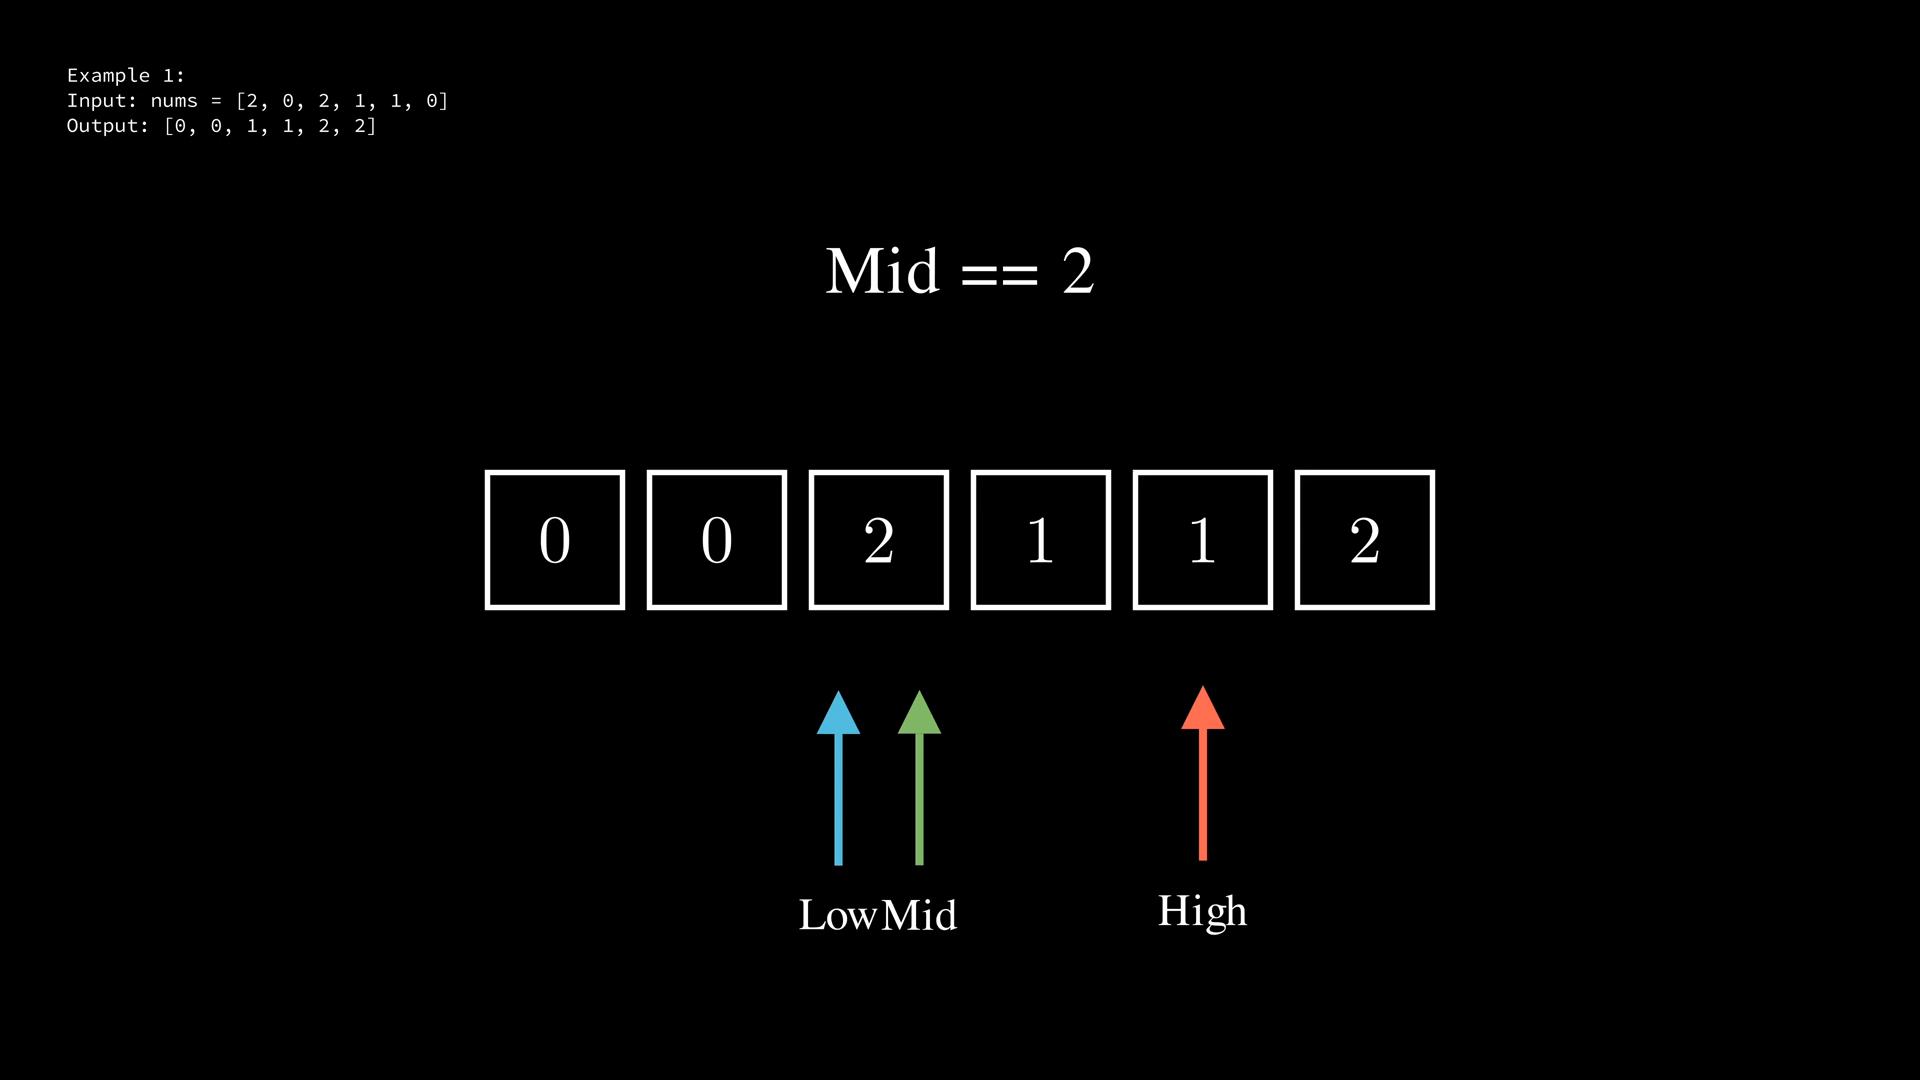 Example 1:
Input: nums = [2, 0, 2, 1, 1, 0]
Output: [0, 0, 1, 1, 2, 2]
Mid == 2
0 0 2 1 1 2
Low Mid High